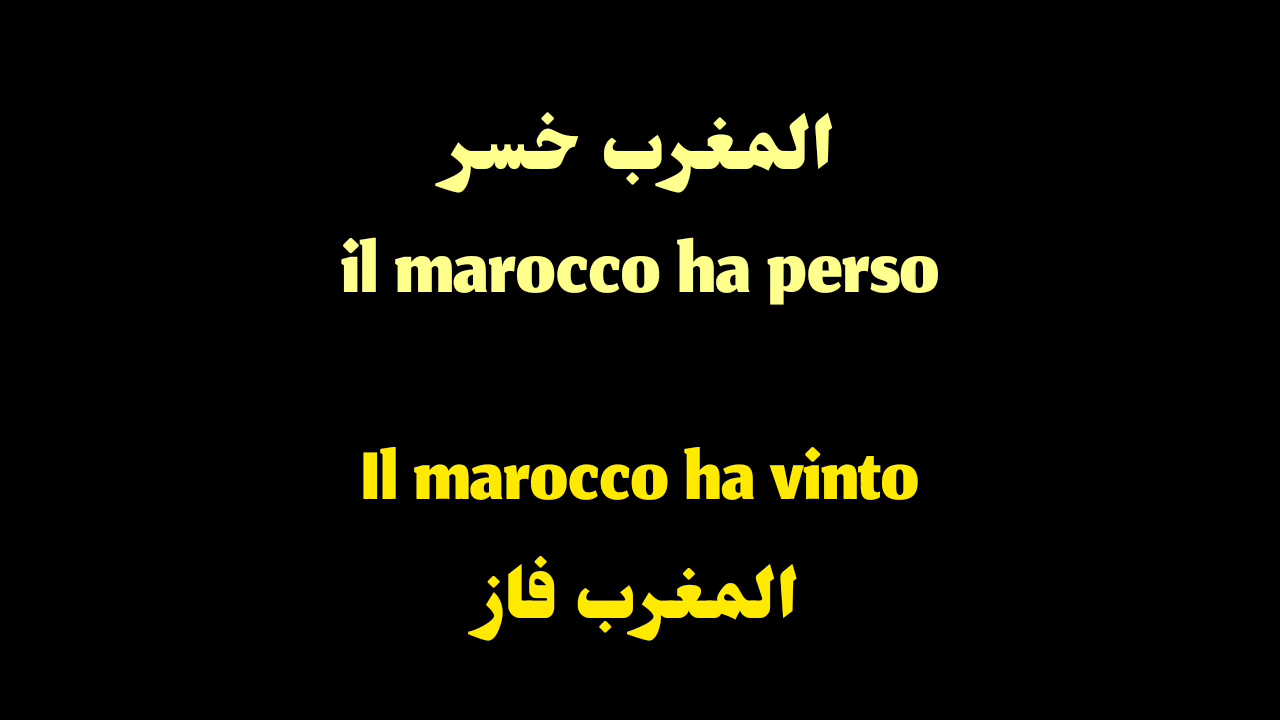 المغرب خسر
il marocco ha perso
Il marocco ha vinto
المغرب فاز